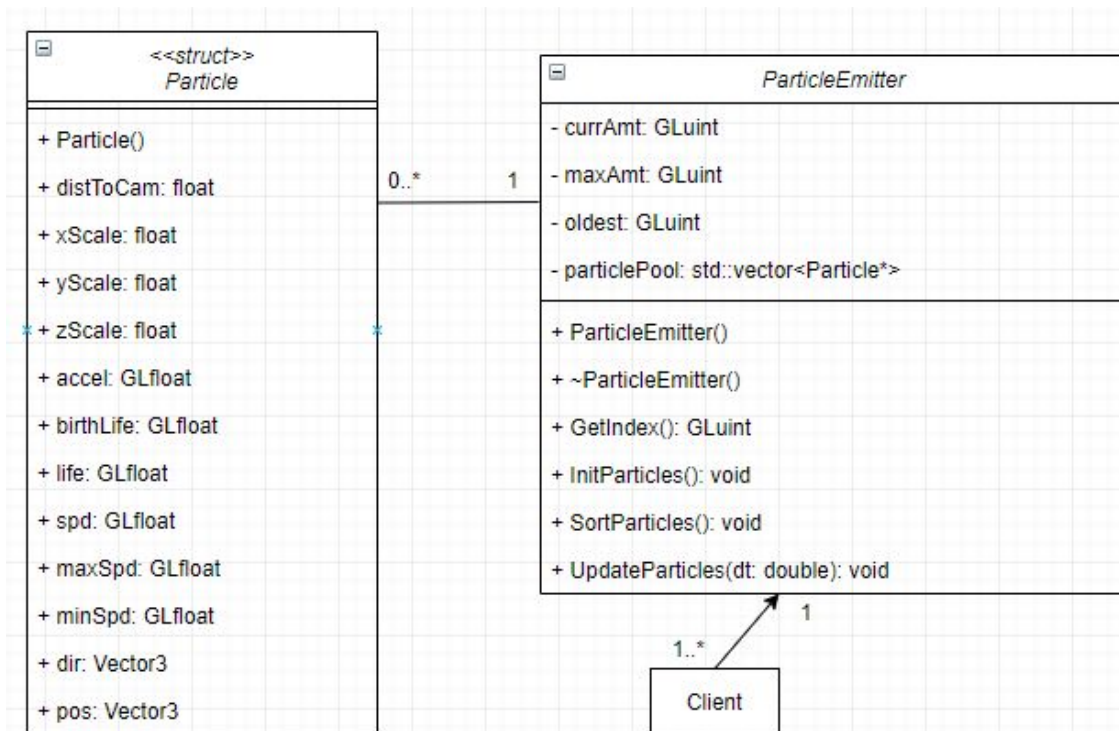 <<struct>>
Particle
+ Particle()
+ distToCam: float
+ xScale: float
+ yScale: float
+ zScale: float
+ accel: GLfloat
+ birthLife: GLfloat
+ life: GLfloat
+ spd: GLfloat
+ maxSpd: GLfloat
+ minSpd: GLfloat
+ dir: Vector3
+ pos: Vector3
0..* 1
ParticleEmitter
- currAmt: GLuint
- maxAmt: GLuint
- oldest: GLuint
- particlePool: std::vector<Particle*>
+ ParticleEmitter()
+ ~ParticleEmitter()
+ GetIndex(): GLuint
+ InitParticles(): void
+ SortParticles(): void
+ UpdateParticles(dt: double): void
1
1..*
Client